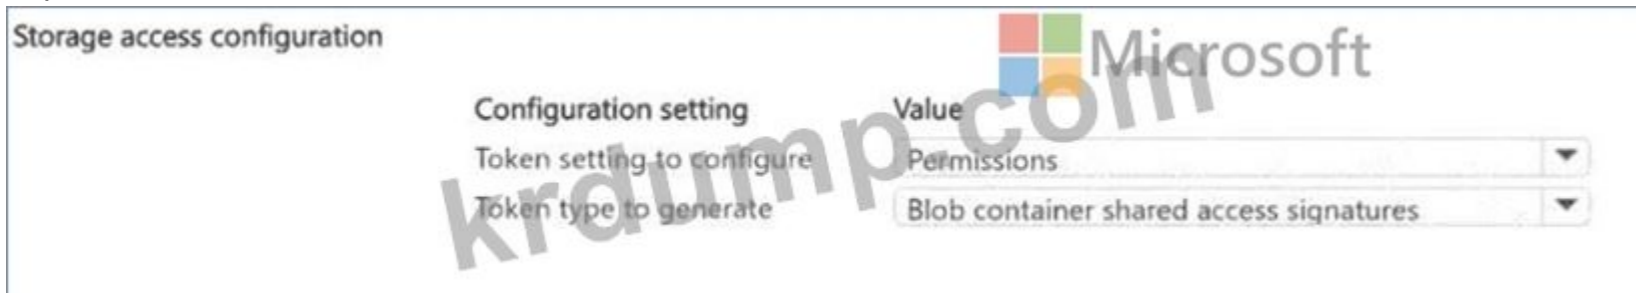 Storage access configuration
Microsoft
Configuration setting Value
Token setting to configure Permissions
Token type to generate Blob container shared access signatures
krdump.com